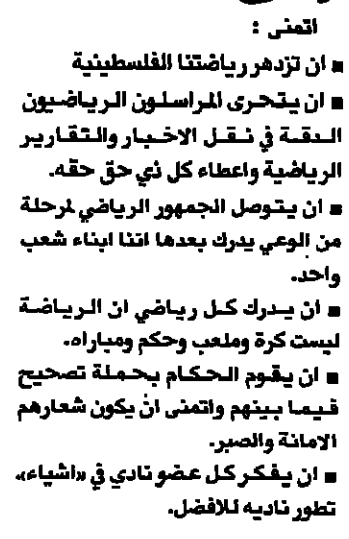 اتمنى :
■ ان تزدهر رياضتنا الفلسطينية
■ ان يتحرى المراسلون الرياضيون
الدقة في نقل الاخبار والتقارير
الرياضية واعطاء كل ذي حق حقه.
■ ان يتوصل الجمهور الرياضي لمرحلة
من الوعي يدرك بعدها اننا ابناء شعب
واحد.
■ ان يدرك كل رياضي ان الرياضة
ليست كرة وملعب وحكم ومباراه.
■ ان يقوم الحكام بحملة تصحيح
فيما بينهم واتمنى ان يكون شعارهم
الامانة والصبر.
■ ان يفكر كل عضو نادي في «اشياء»
تطور ناديه للافضل.